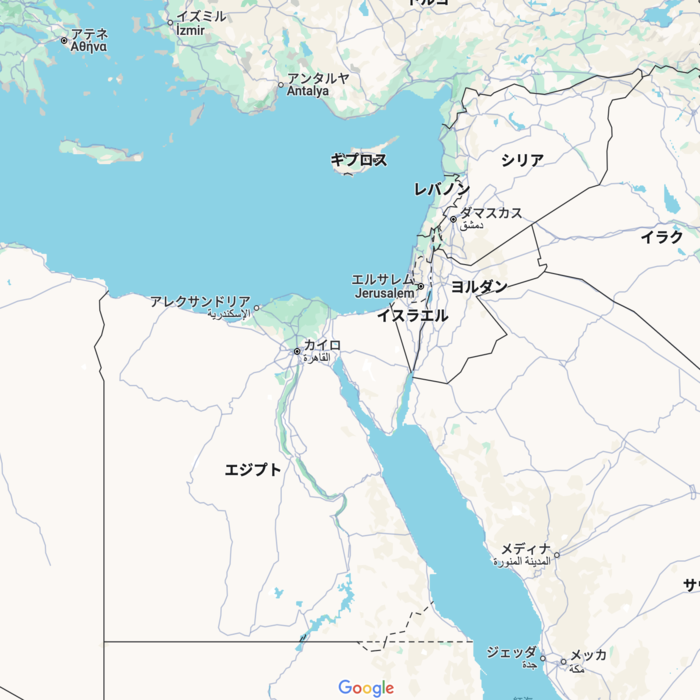 トルコ
イズミル
İzmir
アテネ
Αθήνα
アンタルヤ
Antalya
キプロス
シリア
レバノン
ダマスカス
دمشق
イラク
エルサレム
Jerusalem
ヨルダン
アレクサンドリア
الإسكندرية
イスラエル
カイロ
القاهرة
エジプト
メディナ
المدينة المنورة
サウ
ジェッダ
جدة
メッカ
مكة
Google